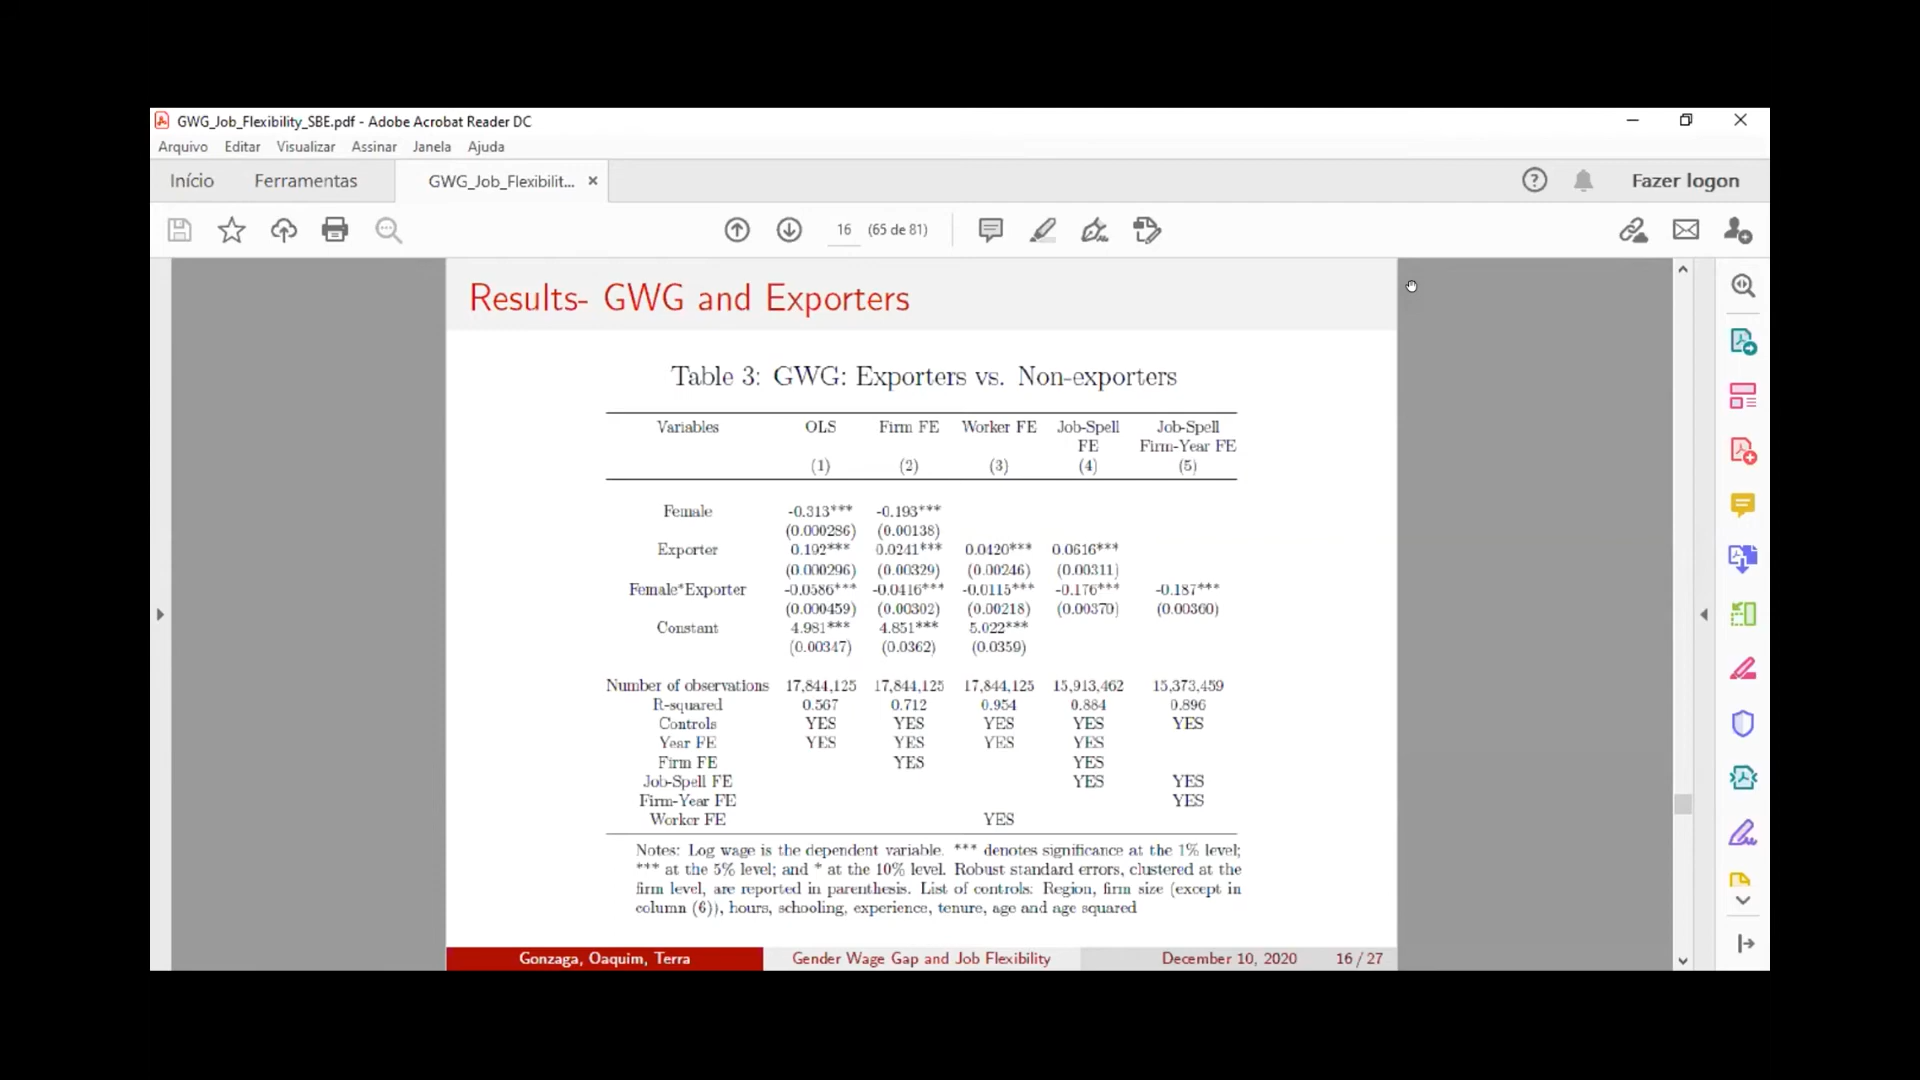 GWG_Job_Flexibility_SBE.pdf - Adobe Acrobat Reader DC
Arquivo Editar Visualizar Assinar Janela Ajuda
Início Ferramentas GWG_Job_Flexibilit... Fazer logon
16 (65 de 81)
Results- GWG and Exporters
Table 3: GWG: Exporters vs. Non-exporters
Variables OLS Firm FE Worker FE Job-Spell Job-Spell
FE Firm-Year FE
(1) (2) (3) (4) (5)
Female -0.313*** -0.193***
(0.000286) (0.00138)
Exporter 0.192*** 0.0241*** 0.0420*** 0.0616***
(0.000296) (0.00329) (0.00246) (0.00311)
Female*Exporter -0.0586*** -0.0416*** -0.0115*** -0.176*** -0.187***
(0.000459) (0.00302) (0.00218) (0.00370) (0.00360)
Constant 4.981*** 4.851*** 5.022***
(0.00347) (0.0362) (0.0359)
Number of observations 17,844,125 17,844,125 17,844,125 15,913,462 15,373,459
R-squared 0.567 0.712 0.954 0.884 0.896
Controls YES YES YES YES YES
Year FE YES YES YES YES
Firm FE YES YES
Job-Spell FE YES YES
Firm-Year FE YES
Worker FE YES
Notes: Log wage is the dependent variable. *** denotes significance at the 1% level;
*** at the 5% level; and * at the 10% level. Robust standard errors, clustered at the
firm level, are reported in parenthesis. List of controls: Region, firm size (except in
column (6)), hours, schooling, experience, tenure, age and age squared
Gonzaga, Oaquim, Terra Gender Wage Gap and Job Flexibility December 10, 2020 16 / 27